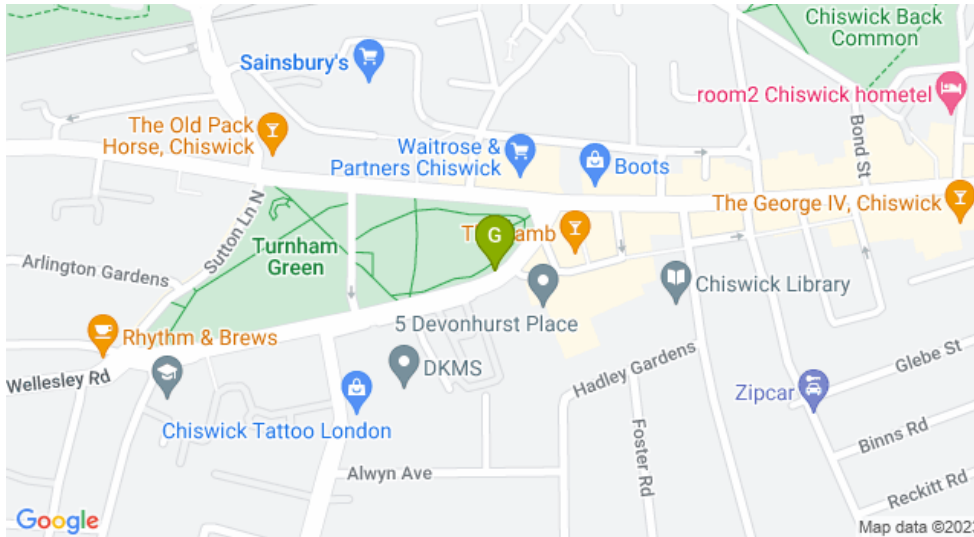 Chiswick Back
Common
Sainsbury's
room2 Chiswick hometel
The Old Pack
Horse, Chiswick
Waitrose &
Partners Chiswick
Boots
Bond St
Sutton Ln N
The George IV, Chiswick
G
T amb
Turnham
Green
Arlington Gardens
Chiswick Library
5 Devonhurst Place
Rhythm & Brews
Wellesley Rd
DKMS
Hadley Gardens
Glebe St
Zipcar
Chiswick Tattoo London
Foster Rd
Binns Rd
Alwyn Ave
Reckitt Rd
Google
Map data ©2023